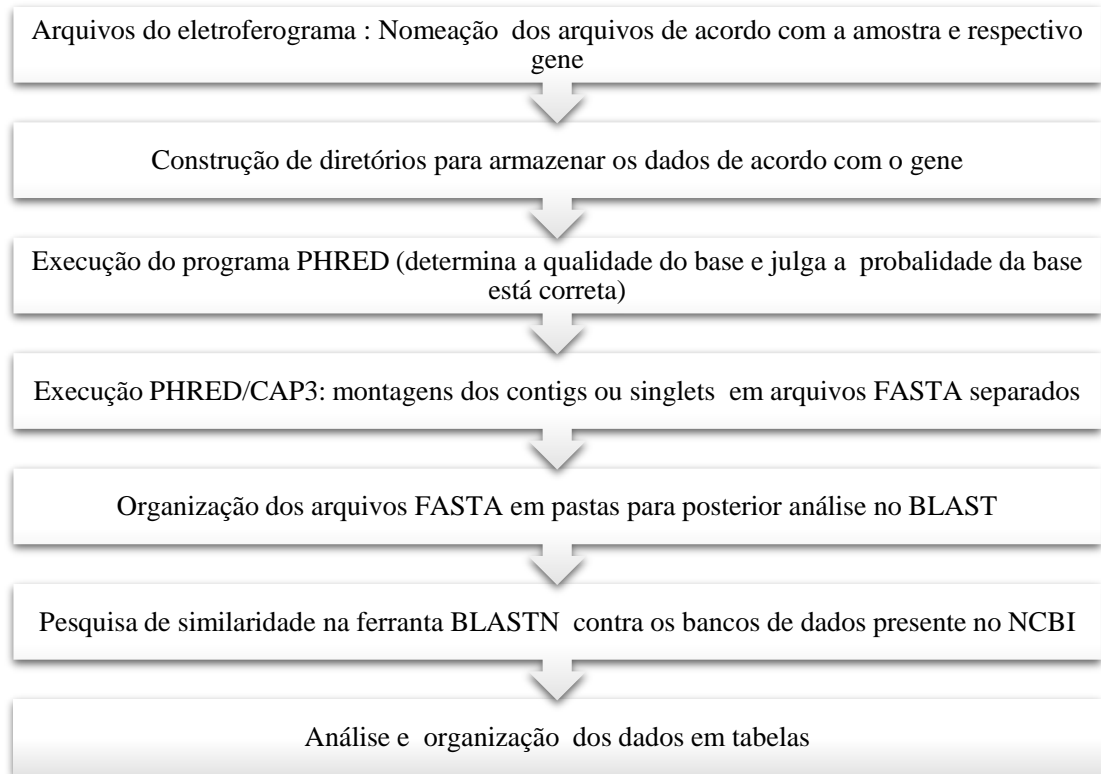 Arquivos do eletroferograma : Nomeação dos arquivos de acordo com a amostra e respectivo
gene
Construção de diretórios para armazenar os dados de acordo com o gene
Execução do programa PHRED (determina a qualidade do base e julga a probalidade da base
está correta)
Execução PHRED/CAP3: montagens dos contigs ou singlets em arquivos FASTA separados
Organização dos arquivos FASTA em pastas para posterior análise no BLAST
Pesquisa de similaridade na ferranta BLASTN contra os bancos de dados presente no NCBI
Análise e organização dos dados em tabelas